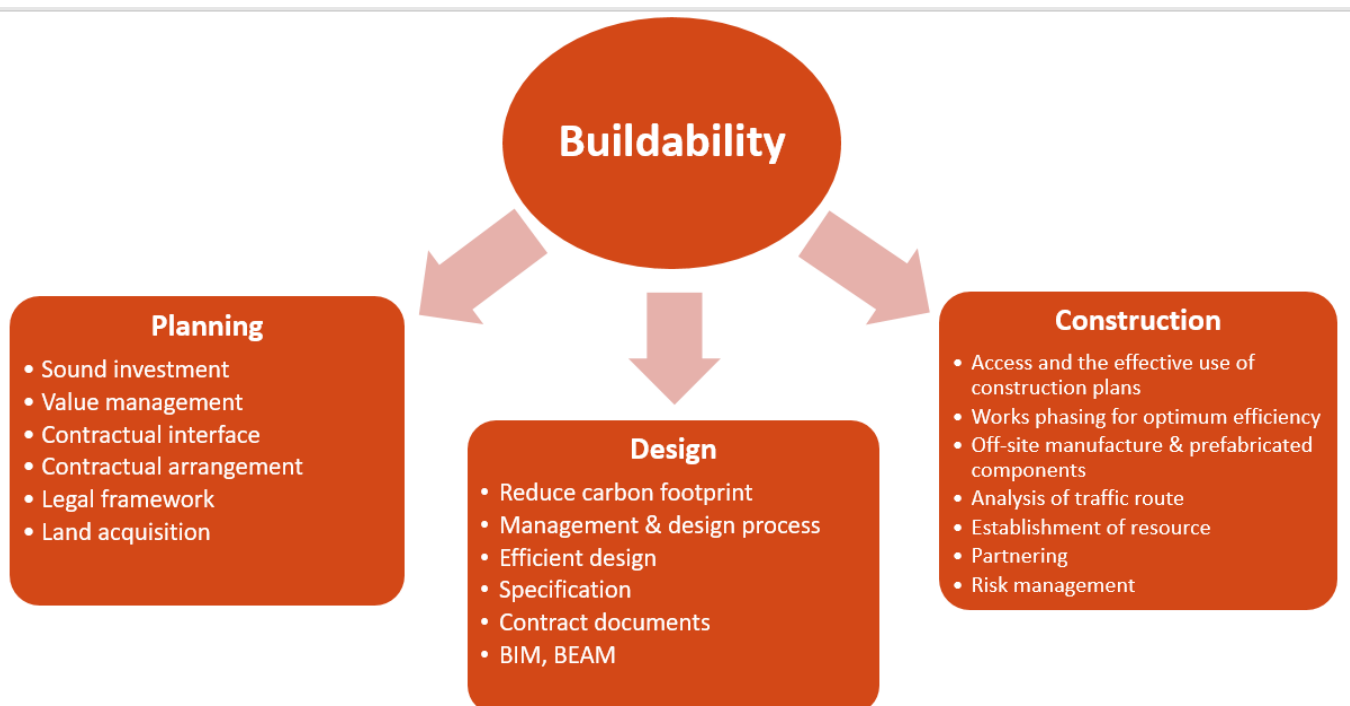 Buildability
Planning
• Sound investment
• Value management
• Contractual interface
• Contractual arrangement
• Legal framework
• Land acquisition
Design
• Reduce carbon footprint
• Management & design process
• Efficient design
• Specification
• Contract documents
• BIM, BEAM
Construction
• Access and the effective use of
construction plans
• Works phasing for optimum efficiency
• Off-site manufacture & prefabricated
components
• Analysis of traffic route
• Establishment of resource
• Partnering
• Risk management